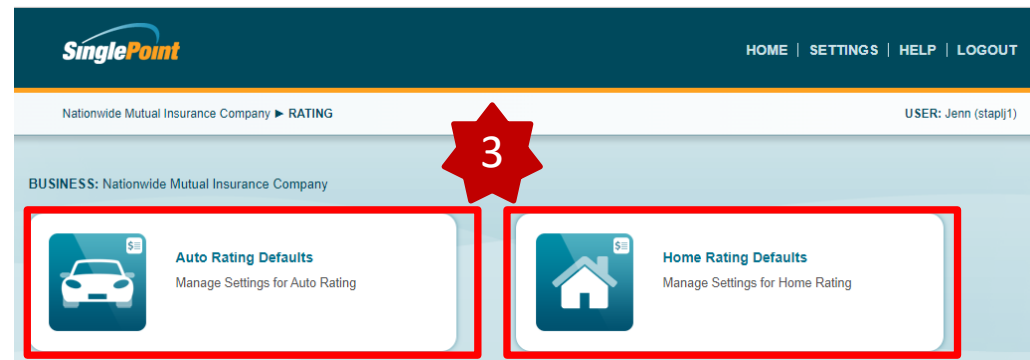 SinglePoint
HOME | SETTINGS | HELP | LOGOUT
Nationwide Mutual Insurance Company ► RATING
USER: Jenn (staplj1)
3
BUSINESS: Nationwide Mutual Insurance Company
$
Auto Rating Defaults
Manage Settings for Auto Rating
$
Home Rating Defaults
Manage Settings for Home Rating